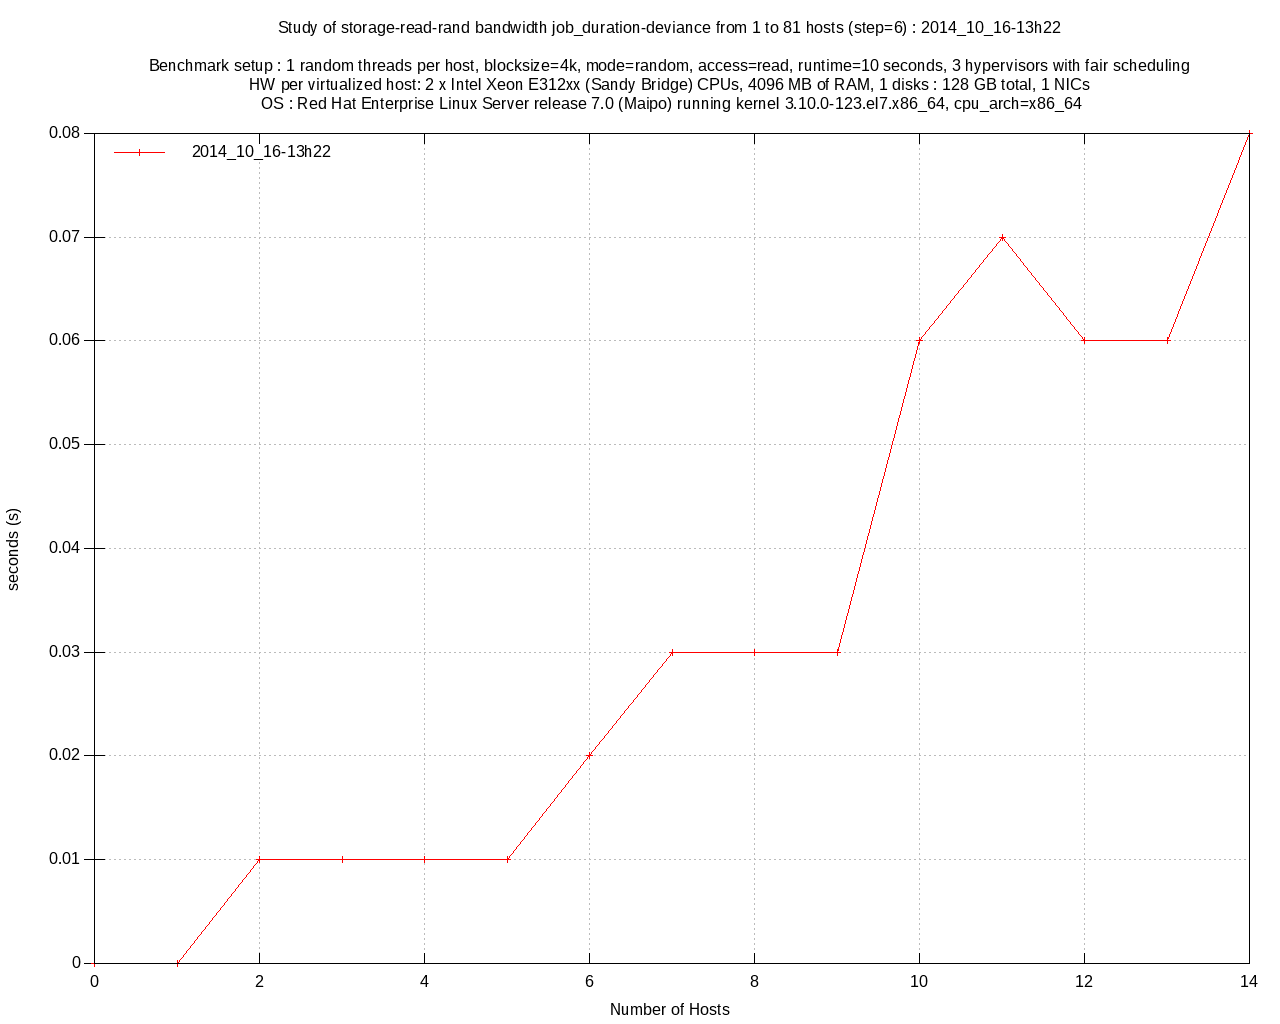 Study of storage-read-rand bandwidth job_duration-deviance from 1 to 81 hosts (step=6) : 2014_10_16-13h22
Benchmark setup : 1 random threads per host, blocksize=4k, mode=random, access=read, runtime=10 seconds, 3 hypervisors with fair scheduling
HW per virtualized host: 2 x Intel Xeon E312xx (Sandy Bridge) CPUs, 4096 MB of RAM, 1 disks : 128 GB total, 1 NICs
OS : Red Hat Enterprise Linux Server release 7.0 (Maipo) running kernel 3.10.0-123.el7.x86_64, cpu_arch=x86_64
2014_10_16-13h22
0.08
0.07
0.06
0.05
0.04
0.03
0.02
0.01
0
seconds (s)
0 2 4 6 8 10 12 14
Number of Hosts